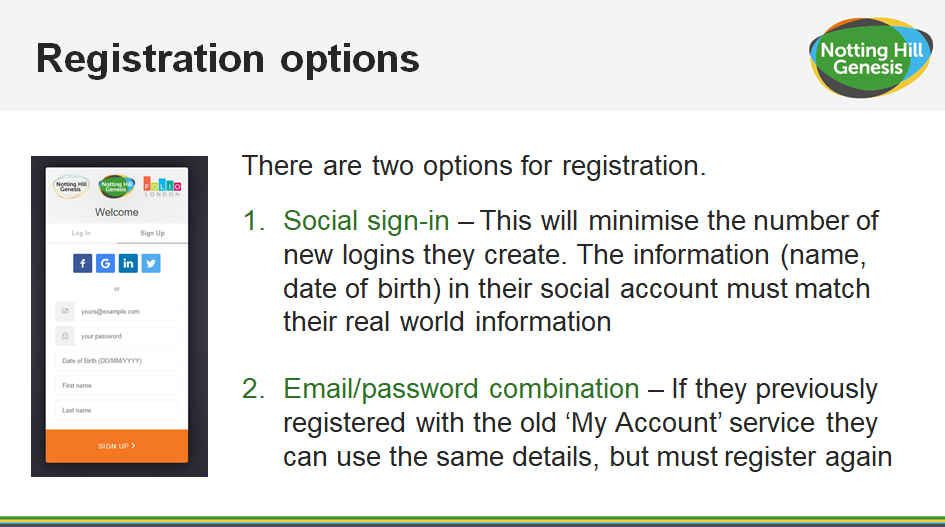 Registration options
Notting Hill
Genesis
Notting Hill
Genesis
Notting Hill
Genesis
FOLIO
LONDON
Welcome
Log In
Sign Up
f
G
in
or
yours@example.com
your password
Date of Birth (DD/MM/YYYY)
First name
Last name
SIGN UP >
There are two options for registration.
1. Social sign-in – This will minimise the number of
new logins they create. The information (name,
date of birth) in their social account must match
their real world information
2. Email/password combination – If they previously
registered with the old ‘My Account’ service they
can use the same details, but must register again